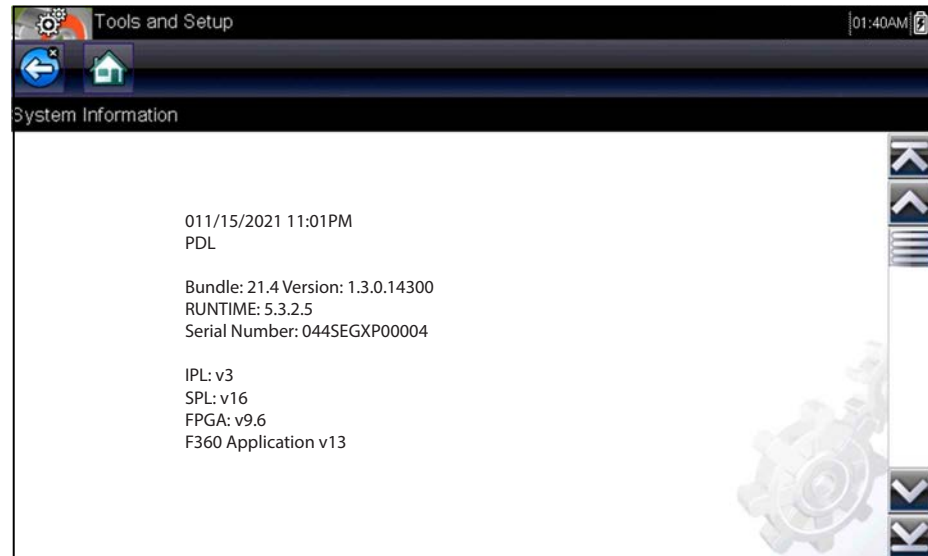 Tools and Setup
01:40AM
System Information
011/15/2021 11:01PM
PDL
Bundle: 21.4 Version: 1.3.0.14300
RUNTIME: 5.3.2.5
Serial Number: 044SEGXP00004
IPL: v3
SPL: v16
FPGA: v9.6
F360 Application v13